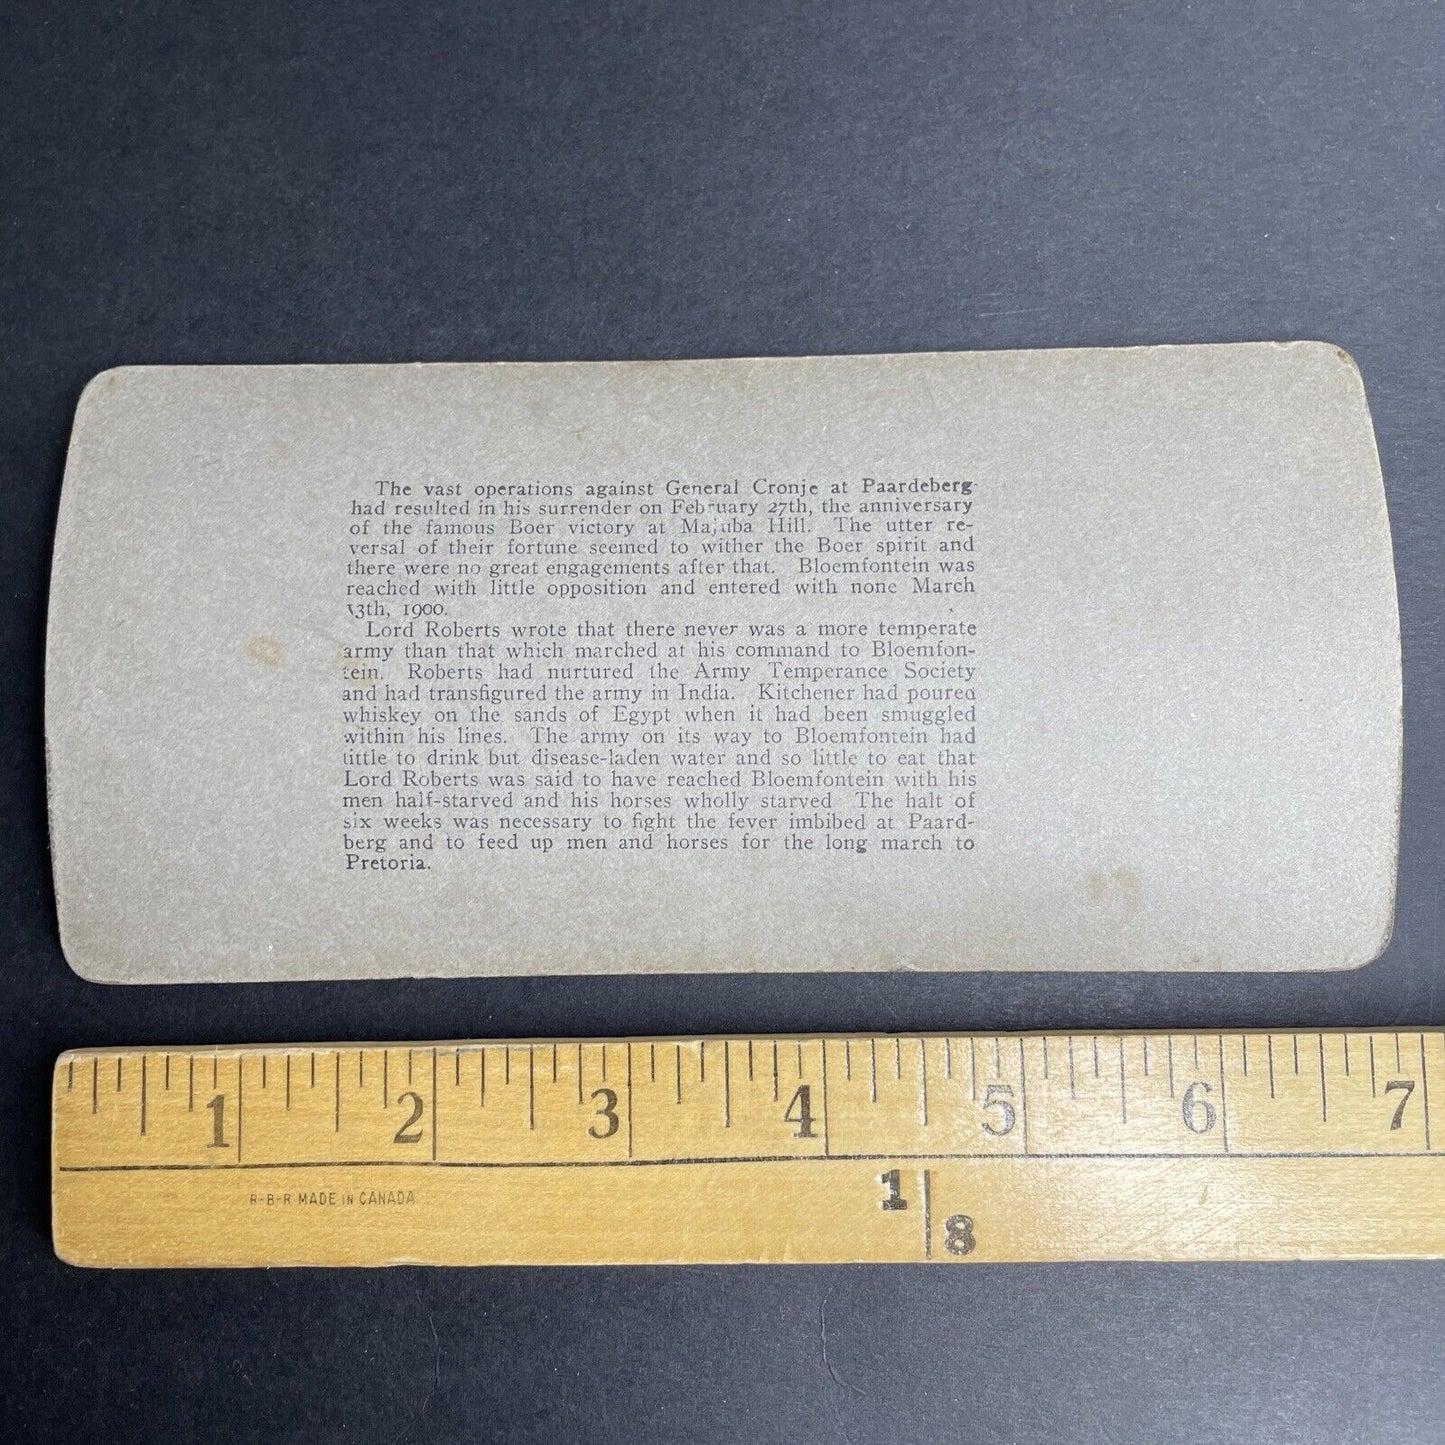 The vast operations against General Cronje at Paardeberg
had resulted in his surrender on February 27th, the anniversary
of the famous Boer victory at Majuba Hill. The utter re-
versal of their fortune seemed to wither the Boer spirit and
there were no great engagements after that. Bloemfontein was
reached with little opposition and entered with none March
13th, 1900.
Lord Roberts wrote that there never was a more temperate
army than that which marched at his command to Bloemfon-
tein. Roberts had nurtured the Army Temperance Society
and had transfigured the army in India. Kitchener had poured
whiskey on the sands of Egypt when it had been smuggled
within his lines. The army on its way to Bloemfontein had
little to drink but disease-laden water and so little to eat that
Lord Roberts was said to have reached Bloemfontein with his
men half-starved and his horses wholly starved The halt of
six weeks was necessary to fight the fever imbibed at Paard-
berg and to feed up men and horses for the long march to
Pretoria.
1 2 3 4 5 6 7
R-B-R MADE IN CANADA
1 8